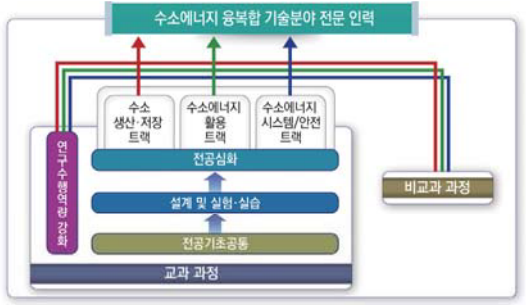 수소에너지 융복합 기술분야 전문 인력
수소
생산·저장
트랙
수소에너지
활용
트랙
수소에너지
시스템/안전
트랙
전공심화
연구수행역량 강화
비교과 과정
설계 및 실험·실습
전공기초공통
교과 과정